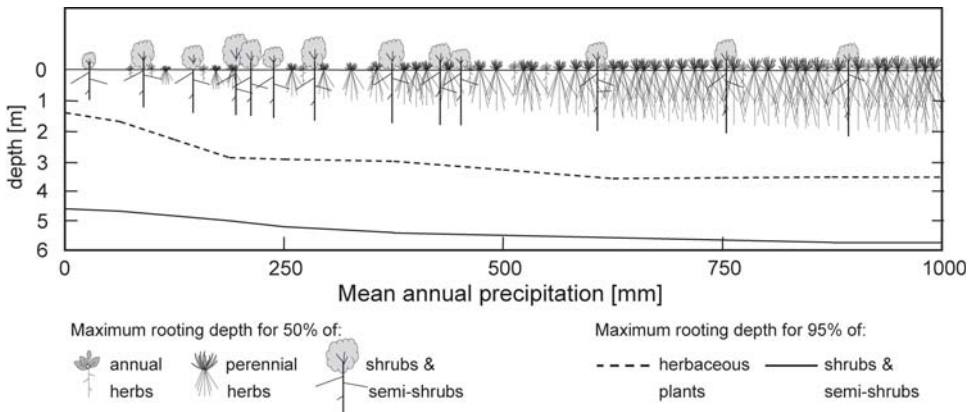 0
1
2
3
4
5
6
depth [m]
0 250 500 750 1000
Mean annual precipitation [mm]
Maximum rooting depth for 50% of:
annual herbs
perennial herbs
shrubs & semi-shrubs
Maximum rooting depth for 95% of:
herbaceous plants
shrubs & semi-shrubs